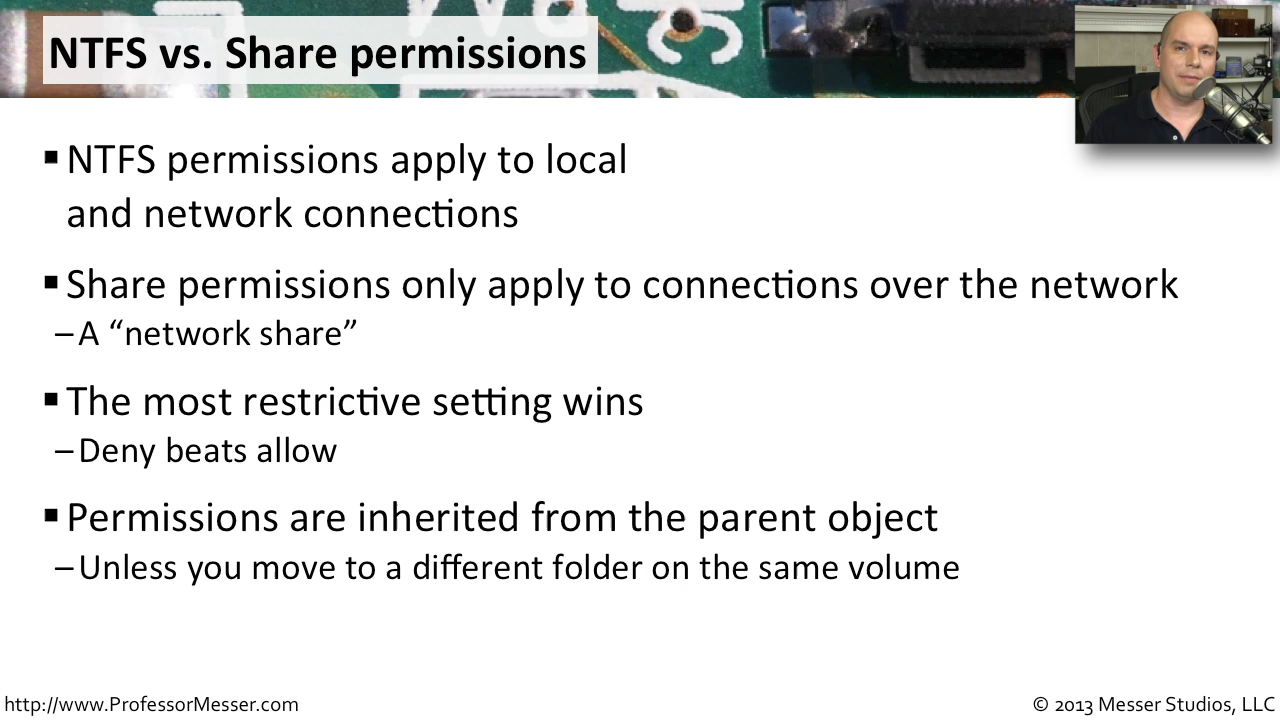 NTFS vs. Share permissions
▪ NTFS permissions apply to local
and network connections
▪ Share permissions only apply to connections over the network
– A “network share”
▪ The most restrictive setting wins
– Deny beats allow
▪ Permissions are inherited from the parent object
– Unless you move to a different folder on the same volume
http://www.ProfessorMesser.com
© 2013 Messer Studios, LLC